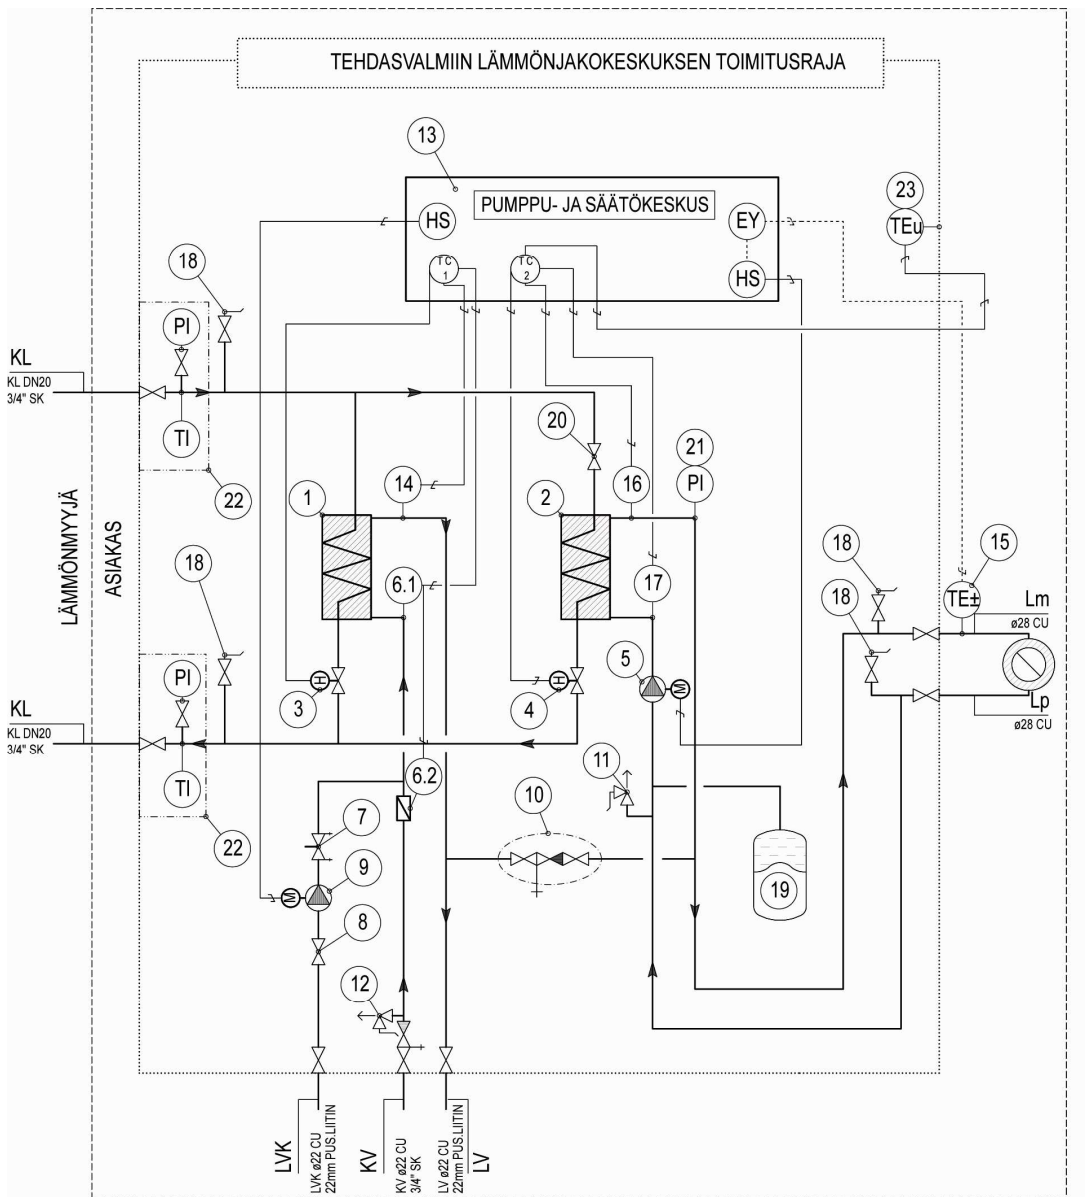 TEHDASVALMIIN LÄMMÖNJAKOKESKUKSEN TOIMITUSRAJA
13
23
PUMPPU- JA SÄÄTÖKESKUS
HS
EY
TEu
TC
1
TC
2
HS
18
PI
KL
KL DN20
3/4" SK
TI
20
21
22
1
14
2
16
PI
LÄMMÖNMYYJÄ
ASIAKAS
18
18
15
6.1
17
18
TE±
Lm
ø28 CU
PI
H
3
H
4
5
M
Lp
ø28 CU
KL
KL DN20
3/4" SK
TI
6.2
11
10
22
7
9
M
19
8
12
LVK
LVK ø22 CU
22mm PUS.LIITIN
KV
KV ø22 CU
3/4" SK
LV ø22 CU
22mm PUS.LIITIN
LV